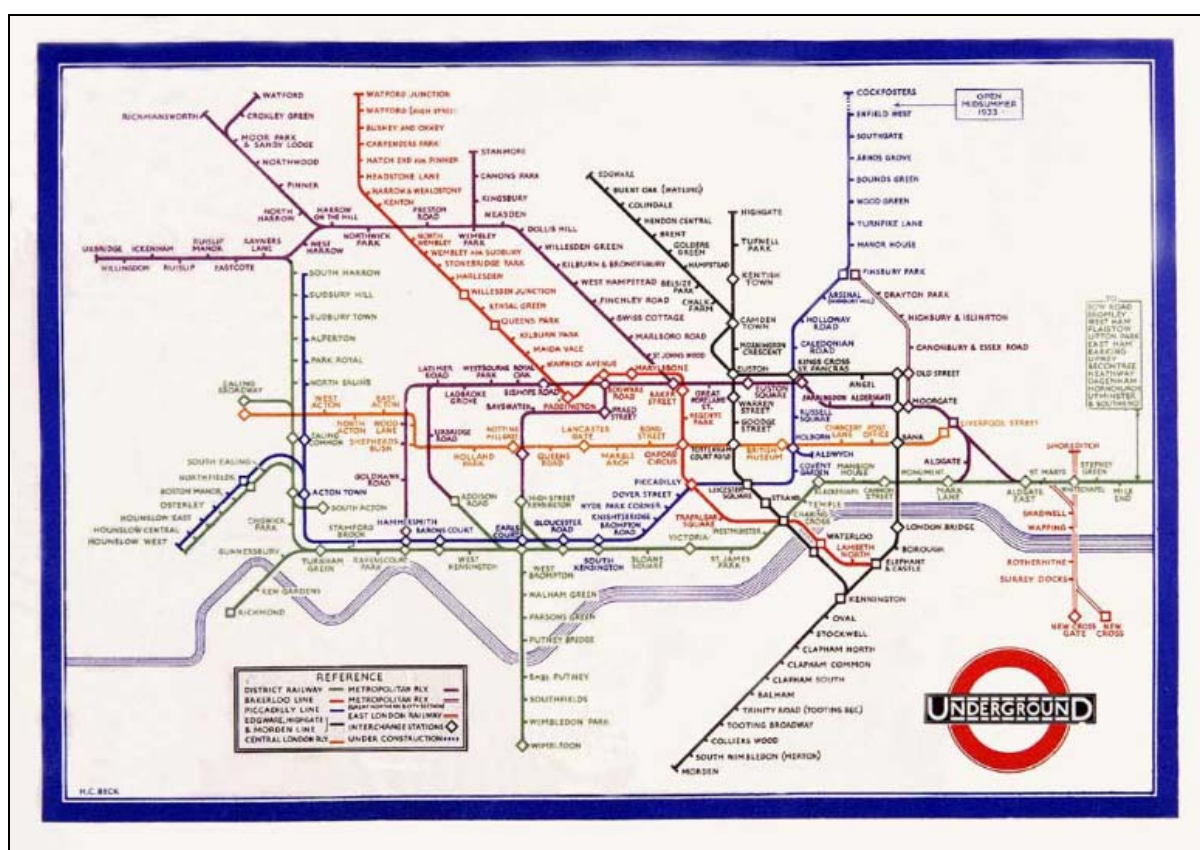 WATFORD
CROXLEY GREEN
RICKMANSWORTH
MOOR PARK
& SANDY LODGE
NORTHWOOD
PINNER
NORTH
HARROW
HARROW
ON THE HILL
NORTHWICK
PARK
PRESTON
ROAD
WEMBLEY
PARK
WEST
HARROW
RAYNERS
LANE
EASTCOTE
RUISLIP
MANOR
RUISLIP
ICKENHAM
UXBRIDGE
WATFORD JUNCTION
BUSHEY AND OXHEY
HEADSTONE LANE
KENTON
NORTH
WEMBLEY
WEMBLEY FOR SUDBURY
STONEBRIDGE PARK
HARLESDEN
WILLESDEN JUNCTION
KENSAL GREEN
QUEENS PARK
KILBURN PARK
MAIDA VALE
WARWICK AVENUE
PADDINGTON
STANMORE
CANONS PARK
KINGSBURY
NEASDEN
DOLLIS HILL
WILLESDEN GREEN
KILBURN & BRONDESBURY
WEST HAMPSTEAD
FINCHLEY ROAD
SWISS COTTAGE
MARLBORO ROAD
ST JOHNS WOOD
EDGWARE
BURNT OAK (WATLING)
COLINDALE
HENDON CENTRAL
BRENT
GOLDERS
GREEN
HAMPSTEAD
BELSIZE
PARK
CHALK
FARM
HIGHGATE
TUFNELL
PARK
KENTISH
TOWN
CAMDEN
TOWN
MORNINGTON
CRESCENT
EUSTON
COCKFOSTERS
OPEN
MIDSUMMER
1933
ENFIELD WEST
SOUTHGATE
ARNOS GROVE
BOUNDS GREEN
WOOD GREEN
TURNPIKE LANE
MANOR HOUSE
FINSBURY PARK
ARSENAL
HOLLOWAY
ROAD
CALEDONIAN
ROAD
KINGS CROSS
ST. PANCRAS
DRAYTON PARK
HIGHBURY & ISLINGTON
CANONBURY & ESSEX ROAD
OLD STREET
ANGEL
MOORGATE
SOUTH HARROW
SUDBURY HILL
SUDBURY TOWN
ALPERTON
PARK ROYAL
NORTH EALING
EALING
BROADWAY
EALING
COMMON
WEST
ACTON
NORTH
ACTON
EAST
ACTON
WOOD
LANE
SHEPHERDS
BUSH
LATIMER
ROAD
LADBROKE
GROVE
WESTBOURNE
PARK
ROYAL
OAK
BISHOPS ROAD
BAYSWATER
PRAED
STREET
EDGWARE
ROAD
MARYLEBONE
BAKER
STREET
GREAT
PORTLAND
ST.
REGENTS
PARK
EUSTON
SQUARE
WARREN
STREET
GOODGE
STREET
RUSSELL
SQUARE
FARRINGDON
ALDERSGATE
UXBRIDGE
ROAD
HOLLAND
PARK
NOTTING
HILL GATE
QUEENS
ROAD
LANCASTER
GATE
MARBLE
ARCH
BOND
STREET
OXFORD
CIRCUS
TOTTENHAM
COURT ROAD
BRITISH
MUSEUM
HOLBORN
CHANCERY
LANE
POST
OFFICE
BANK
LIVERPOOL STREET
ALDWYCH
COVENT
GARDEN
MANSION
HOUSE
CANNON
STREET
MONUMENT
MARK
LANE
ALDGATE
ALDGATE
EAST
ST MARYS
WHITECHAPEL
STEPNEY
GREEN
MILE
END
SHOREDITCH
SHADWELL
WAPPING
ROTHERHITHE
SURREY DOCKS
NEW CROSS
GATE
NEW
CROSS
TO
BOW ROAD
BROMLEY
WEST HAM
PLAISTOW
UPTON PARK
EAST HAM
BARKING
UPNEY
BECONTREE
HEATHWAY
DAGENHAM
HORNCHURCH
UPMINSTER
& SOUTHEND
SOUTH EALING
NORTHFIELDS
BOSTON MANOR
OSTERLEY
HOUNSLOW EAST
HOUNSLOW CENTRAL
HOUNSLOW WEST
ACTON TOWN
SOUTH ACTON
CHISWICK
PARK
GUNNERSBURY
KEW GARDENS
RICHMOND
TURNHAM
GREEN
STAMFORD
BROOK
RAVENSCOURT
PARK
GOLDHAWK
ROAD
HAMMERSMITH
BARONS COURT
WEST
KENSINGTON
ADDISON
ROAD
EARLS
COURT
HIGH STREET
KENSINGTON
GLOUCESTER
ROAD
SOUTH
KENSINGTON
SLOANE
SQUARE
VICTORIA
ST JAMES
PARK
WESTMINSTER
CHARING
CROSS
TEMPLE
BLACKFRIARS
PICCADILLY
DOVER STREET
HYDE PARK CORNER
KNIGHTSBRIDGE
BROMPTON
ROAD
LEICESTER
SQUARE
STRAND
TRAFALGAR
SQUARE
WATERLOO
LAMBETH
NORTH
LONDON BRIDGE
BOROUGH
ELEPHANT
& CASTLE
KENNINGTON
OVAL
STOCKWELL
CLAPHAM NORTH
CLAPHAM COMMON
CLAPHAM SOUTH
BALHAM
TRINITY ROAD (TOOTING BEC)
TOOTING BROADWAY
COLLIERS WOOD
SOUTH WIMBLEDON (MERTON)
MORDEN
WEST
BROMPTON
WALHAM GREEN
PARSONS GREEN
PUTNEY BRIDGE
EAST PUTNEY
SOUTHFIELDS
WIMBLEDON PARK
WIMBLEDON
REFERENCE
DISTRICT RAILWAY
BAKERLOO LINE
PICCADILLY LINE
EDGWARE, HIGHGATE
& MORDEN LINE
CENTRAL LONDON RLY
METROPOLITAN RLY
METROPOLITAN RLY
EAST LONDON RAILWAY
INTERCHANGE STATIONS
UNDER CONSTRUCTION
UNDERGROUND
H.C. BECK